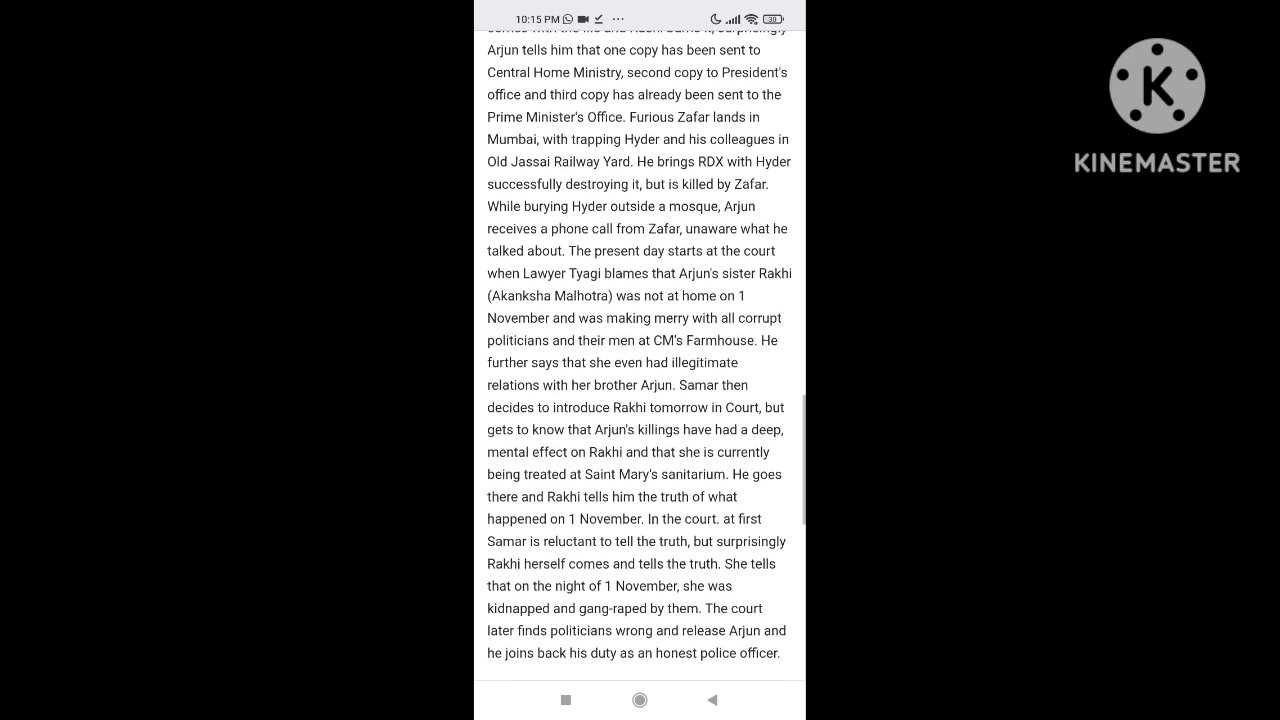 10:15 PM
30
Arjun tells him that one copy has been sent to
Central Home Ministry, second copy to President's
office and third copy has already been sent to the
Prime Minister's Office. Furious Zafar lands in
Mumbai, with trapping Hyder and his colleagues in
Old Jassai Railway Yard. He brings RDX with Hyder
successfully destroying it, but is killed by Zafar.
While burying Hyder outside a mosque, Arjun
receives a phone call from Zafar, unaware what he
talked about. The present day starts at the court
when Lawyer Tyagi blames that Arjun's sister Rakhi
(Akanksha Malhotra) was not at home on 1
November and was making merry with all corrupt
politicians and their men at CM's Farmhouse. He
further says that she even had illegitimate
relations with her brother Arjun. Samar then
decides to introduce Rakhi tomorrow in Court, but
gets to know that Arjun's killings have had a deep,
mental effect on Rakhi and that she is currently
being treated at Saint Mary's sanitarium. He goes
there and Rakhi tells him the truth of what
happened on 1 November. In the court. at first
Samar is reluctant to tell the truth, but surprisingly
Rakhi herself comes and tells the truth. She tells
that on the night of 1 November, she was
kidnapped and gang-raped by them. The court
later finds politicians wrong and release Arjun and
he joins back his duty as an honest police officer.
K
KINEMASTER